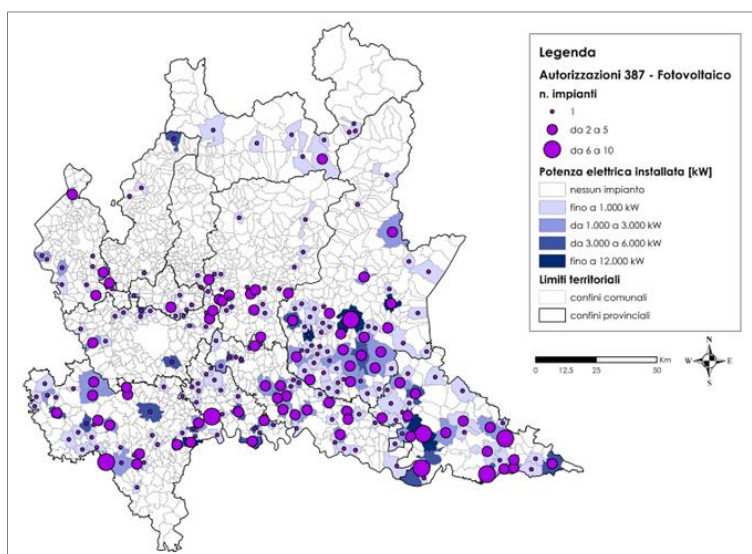 Legenda
Autorizzazioni 387 - Fotovoltaico
n. impianti
1
da 2 a 5
da 6 a 10
Potenza elettrica installata [kW]
nessun impianto
fino a 1.000 kW
da 1.000 a 3.000 kW
da 3.000 a 6.000 kW
fino a 12.000 kW
Limiti territoriali
confini comunali
confini provinciali
N
W E
S
0 12,5 25 50
Km